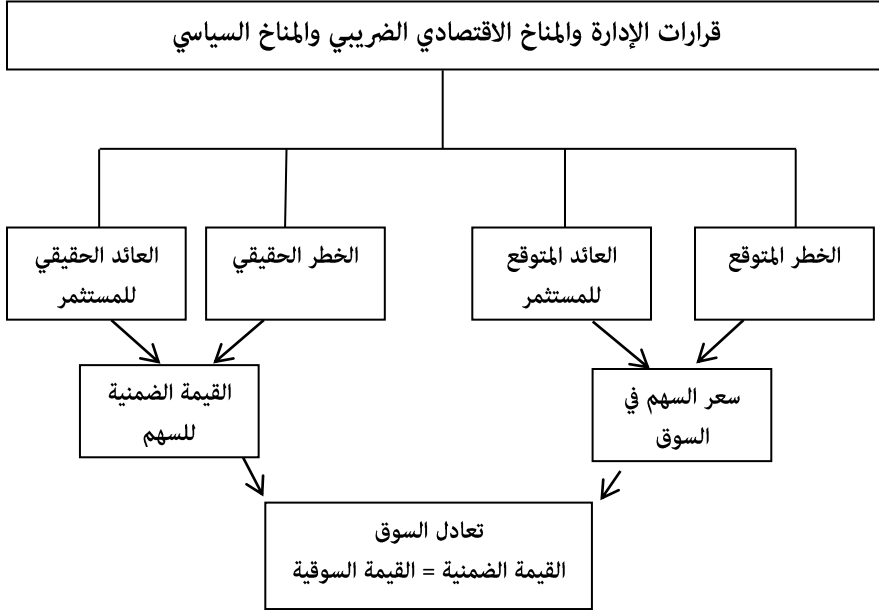 قرارات الإدارة والمناخ الاقتصادي الضريبي والمناخ السياسي
الخطر المتوقع
العائد المتوقع
للمستثمر
الخطر الحقيقي
العائد الحقيقي
للمستثمر
سعر السهم في
السوق
القيمة الضمنية
للسهم
تعادل السوق
القيمة الضمنية = القيمة السوقية